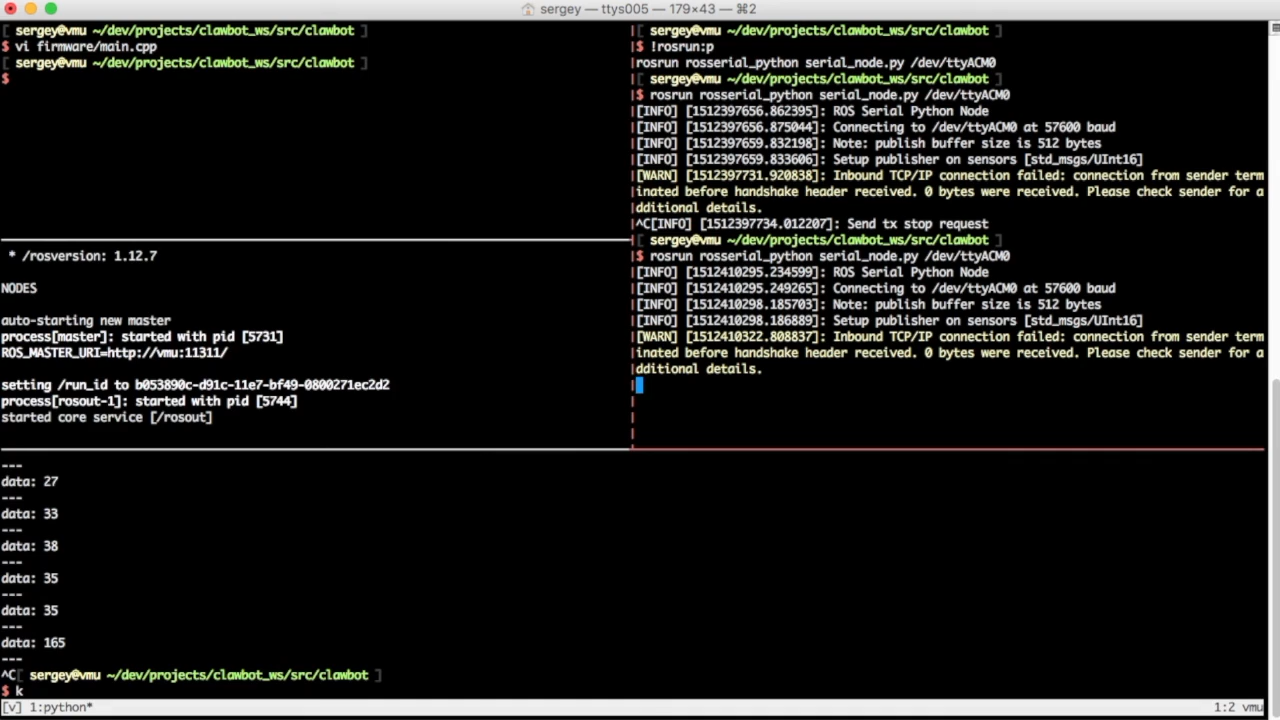 sergey — ttys005 — 179×43 — ⌘2
[ sergey@vmu ~/dev/projects/clawbot_ws/src/clawbot ]
$ vi firmware/main.cpp
[ sergey@vmu ~/dev/projects/clawbot_ws/src/clawbot ]
$
[ sergey@vmu ~/dev/projects/clawbot_ws/src/clawbot ]
$ !rosrun:p
rosrun rosserial_python serial_node.py /dev/ttyACM0
[ sergey@vmu ~/dev/projects/clawbot_ws/src/clawbot ]
$ rosrun rosserial_python serial_node.py /dev/ttyACM0
[INFO] [1512397656.862395]: ROS Serial Python Node
[INFO] [1512397656.875044]: Connecting to /dev/ttyACM0 at 57600 baud
[INFO] [1512397659.832198]: Note: publish buffer size is 512 bytes
[INFO] [1512397659.833606]: Setup publisher on sensors [std_msgs/UInt16]
[WARN] [1512397731.920838]: Inbound TCP/IP connection failed: connection from sender term
inated before handshake header received. 0 bytes were received. Please check sender for a
dditional details.
^C[INFO] [1512397734.012207]: Send tx stop request
[ sergey@vmu ~/dev/projects/clawbot_ws/src/clawbot ]
$ rosrun rosserial_python serial_node.py /dev/ttyACM0
[INFO] [1512410295.234599]: ROS Serial Python Node
[INFO] [1512410295.249265]: Connecting to /dev/ttyACM0 at 57600 baud
[INFO] [1512410298.185703]: Note: publish buffer size is 512 bytes
[INFO] [1512410298.186889]: Setup publisher on sensors [std_msgs/UInt16]
[WARN] [1512410322.808837]: Inbound TCP/IP connection failed: connection from sender term
inated before handshake header received. 0 bytes were received. Please check sender for a
dditional details.
* /rosversion: 1.12.7
NODES
auto-starting new master
process[master]: started with pid [5731]
ROS_MASTER_URI=http://vmu:11311/
setting /run_id to b053890c-d91c-11e7-bf49-0800271ec2d2
process[rosout-1]: started with pid [5744]
started core service [/rosout]
---
data: 27
---
data: 33
---
data: 38
---
data: 35
---
data: 35
---
data: 165
---
^C[ sergey@vmu ~/dev/projects/clawbot_ws/src/clawbot ]
$ k
[v] 1:python*
1:2 vmu